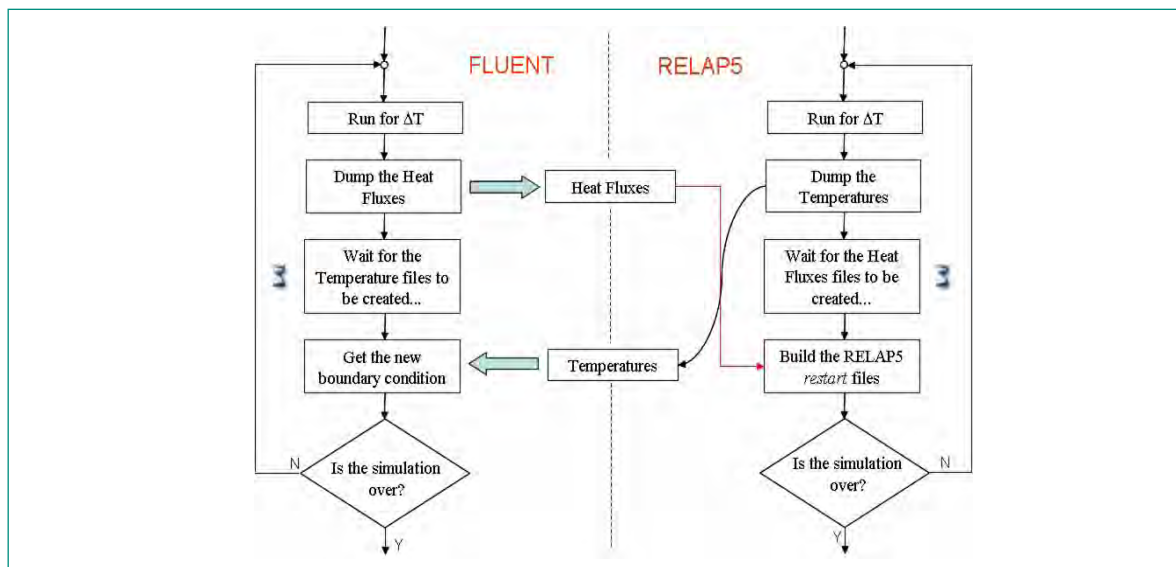 FLUENT
RELAP5
Run for ΔT
Dump the Heat
Fluxes
Wait for the
Temperature files to
be created...
Get the new
boundary condition
Is the simulation
over?
N
Y
Heat Fluxes
Temperatures
Run for ΔT
Dump the
Temperatures
Wait for the Heat
Fluxes files to be
created...
Build the RELAP5
restart files
Is the simulation
over?
N
Y